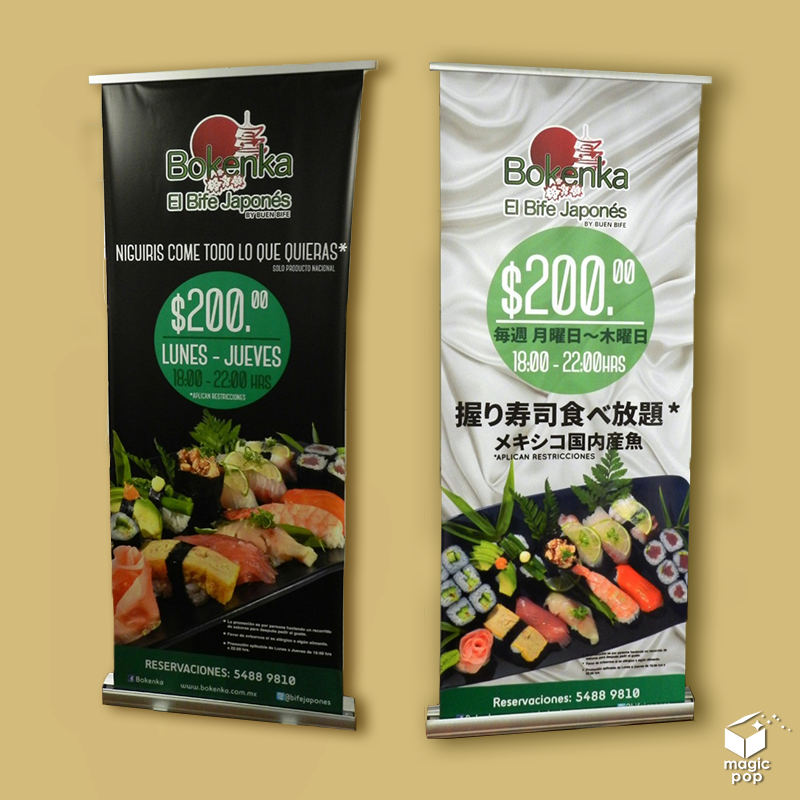 Bokenka
El Bife Japonés
BY BUEN BIFE
NIGUIRIS COME TODO LO QUE QUIERAS*
SOLO PRODUCTO NACIONAL
$200.00
LUNES - JUEVES
18:00 - 22:00 HRS
*APLICAN RESTRICCIONES
RESERVACIONES: 5488 9810
Bokenka
www.bokenka.com.mx
@bifejapones
Bokenka
El Bife Japonés
BY BUEN BIFE
$200.00
毎週 月曜日～木曜日
18:00 - 22:00HRS
握り寿司食べ放題*
メキシコ国内産魚
*APLICAN RESTRICCIONES
Reservaciones: 5488 9810
magic
pop